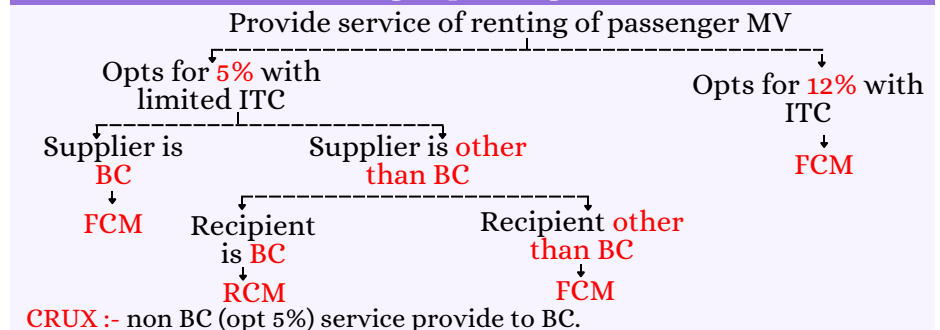 Provide service of renting of passenger MV
Opts for 5% with
limited ITC
Opts for 12% with
ITC
FCM
Supplier is
BC
FCM
Supplier is other
than BC
Recipient
is BC
RCM
Recipient other
than BC
FCM
CRUX :- non BC (opt 5%) service provide to BC.